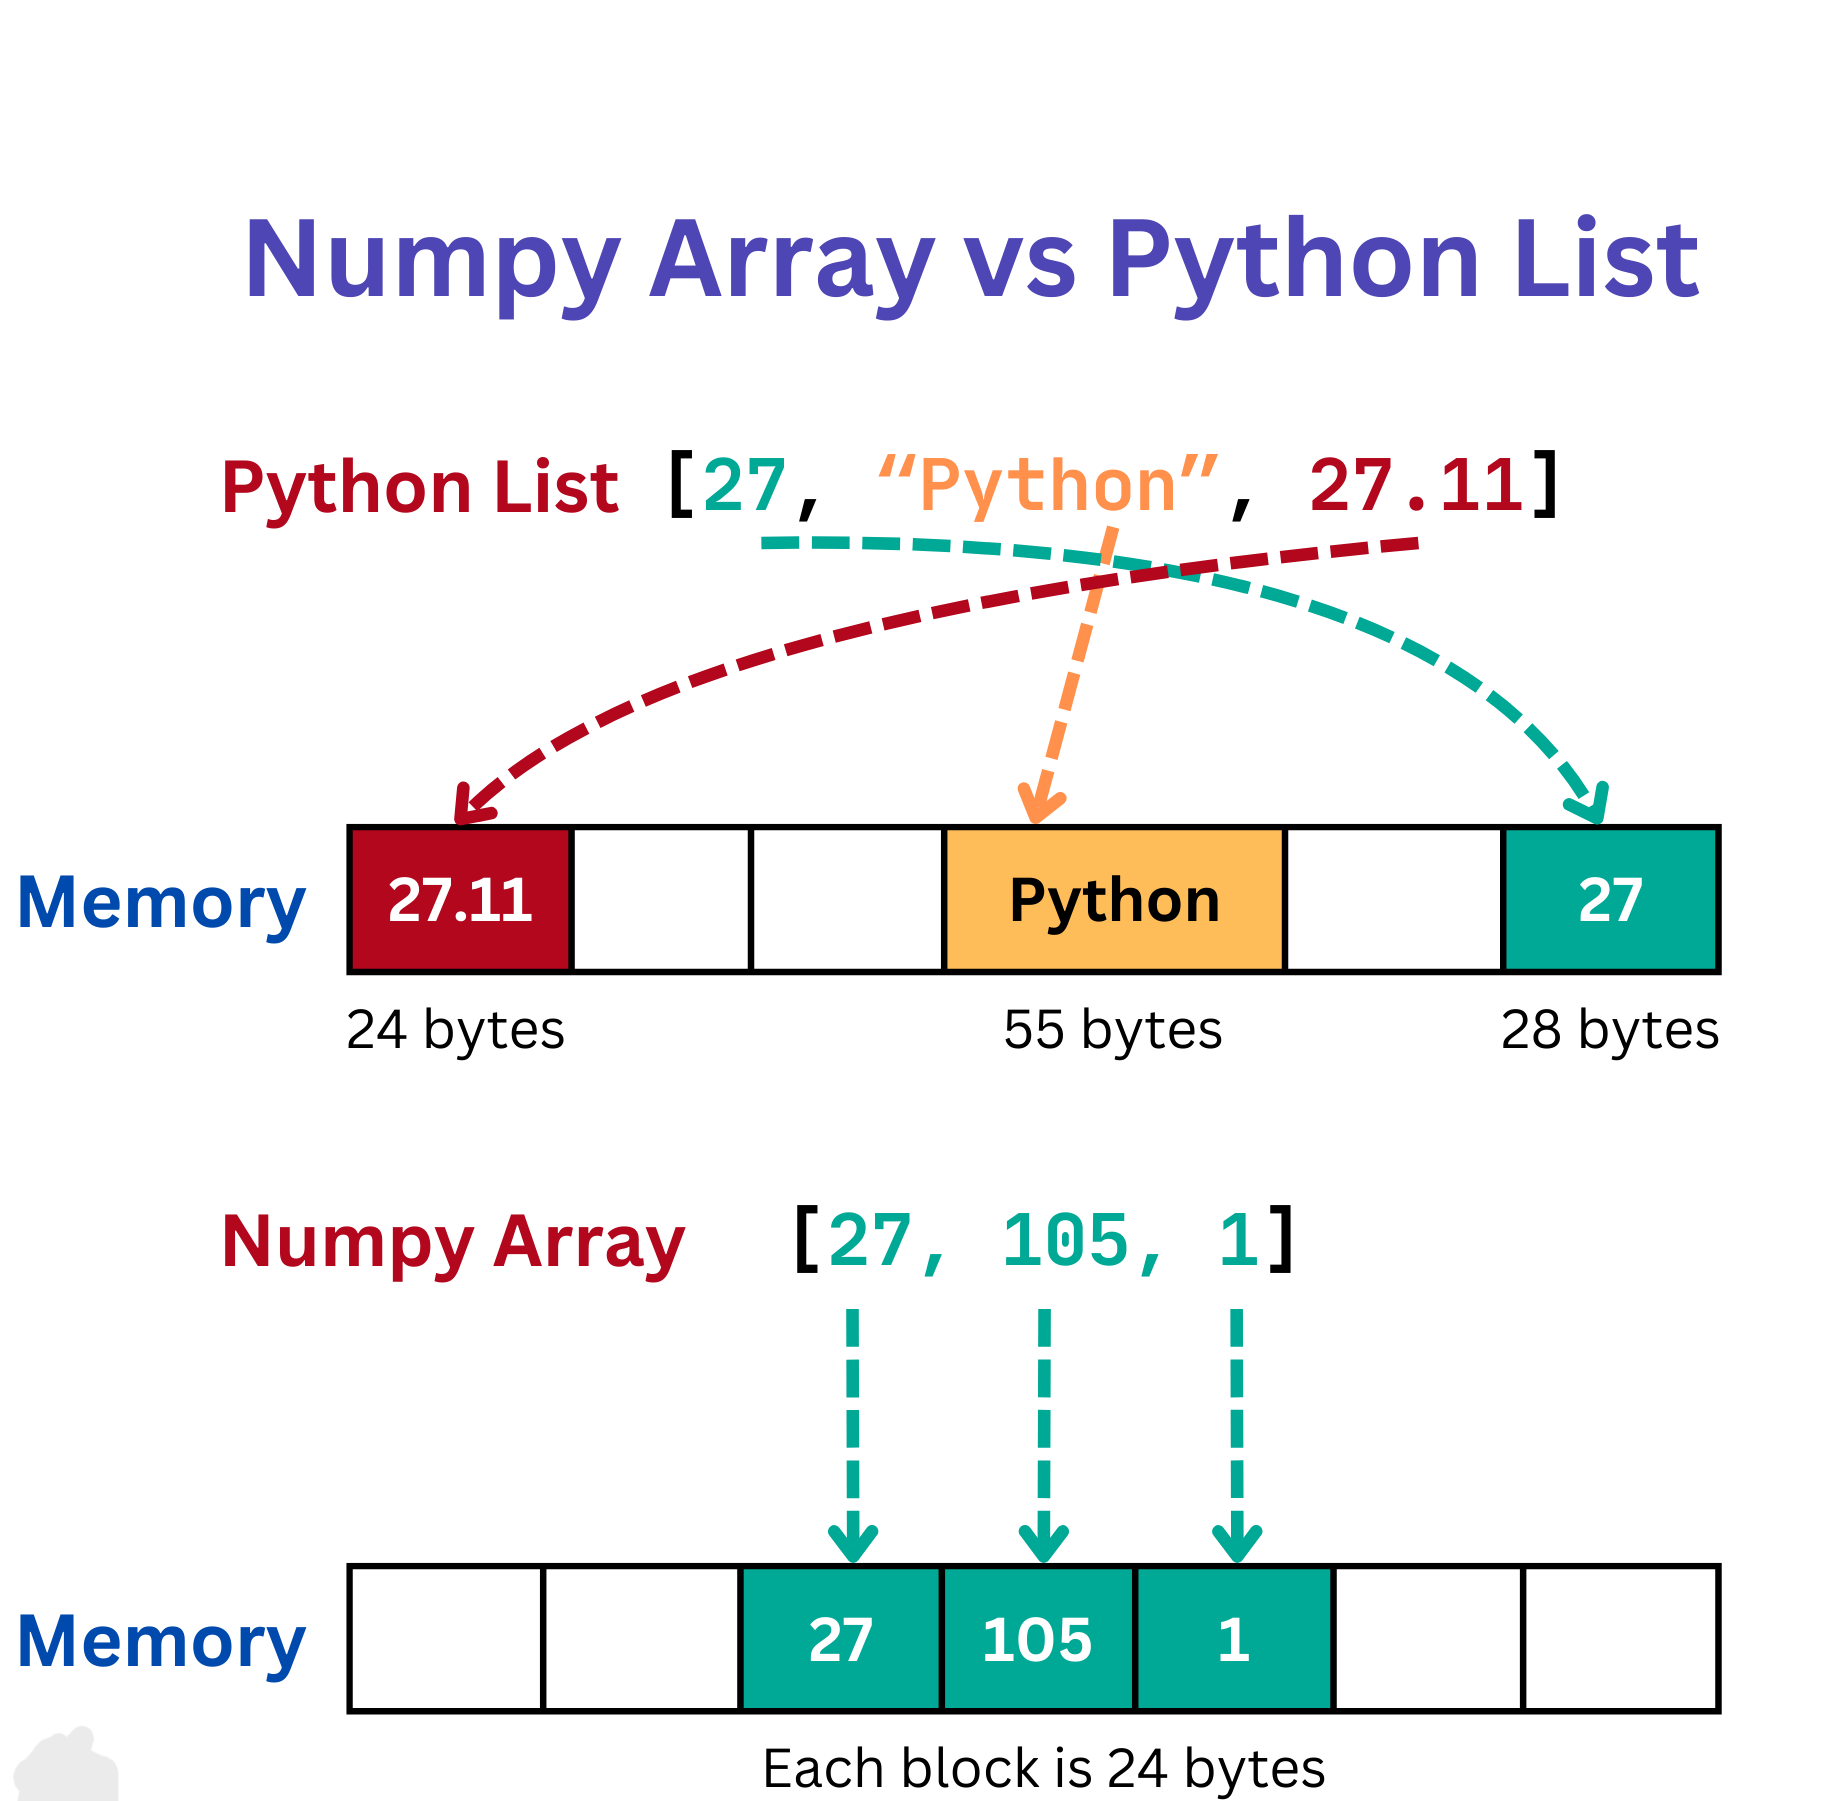 Numpy Array vs Python List
Python List [27, “Python”, 27.11]
Memory 27.11 Python 27
24 bytes 55 bytes 28 bytes
Numpy Array [27, 105, 1]
Memory 27 105 1
Each block is 24 bytes